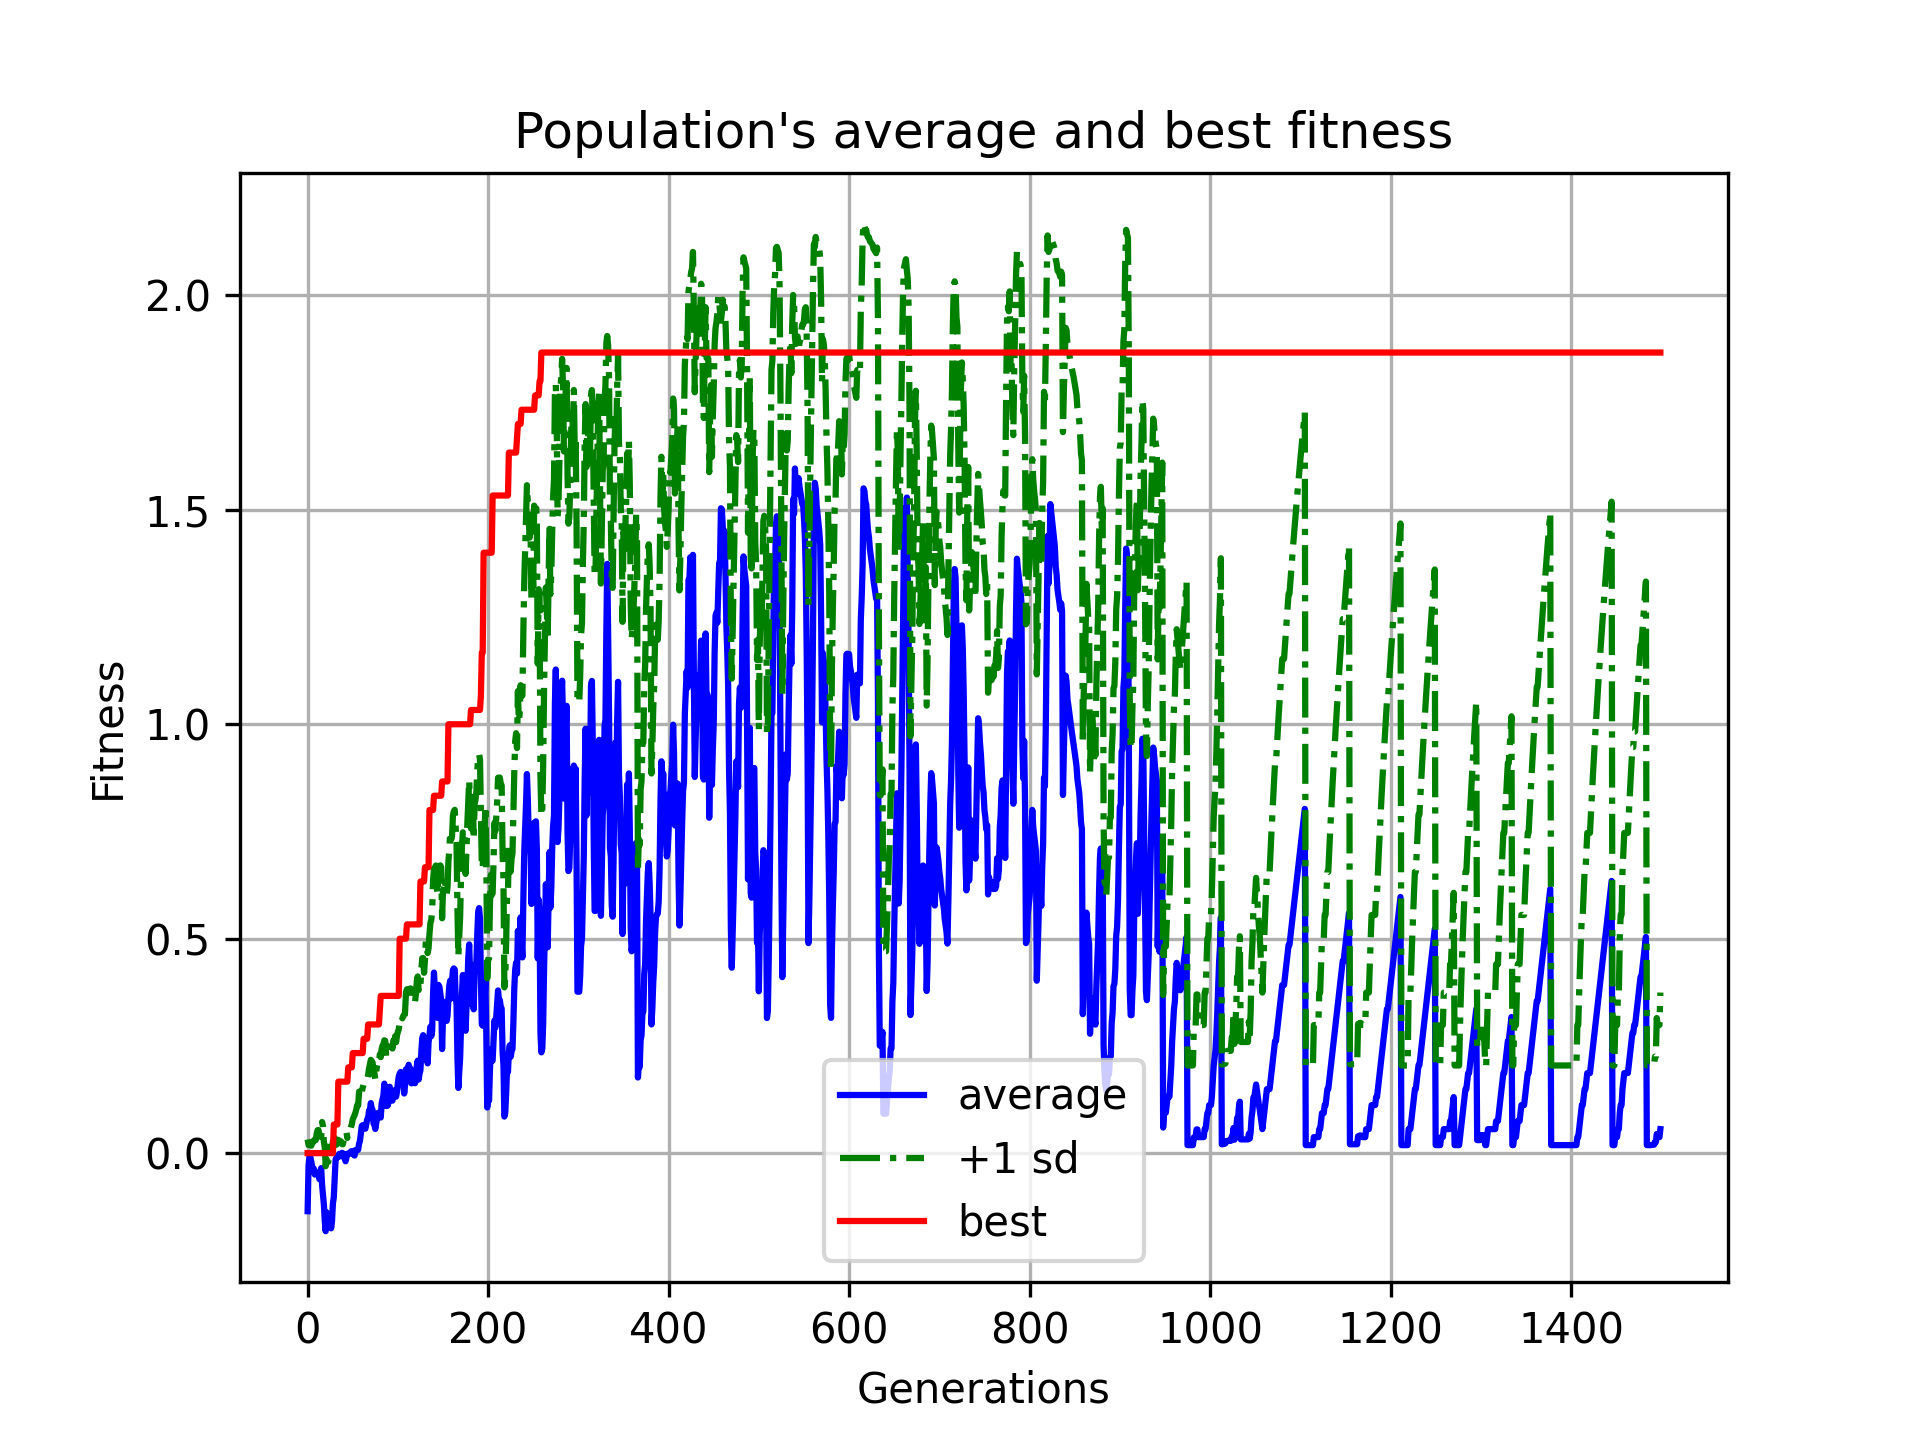 Population's average and best fitness
Fitness
2.0
1.5
1.0
0.5
0.0
average
+1 sd
best
0 200 400 600 800 1000 1200 1400
Generations